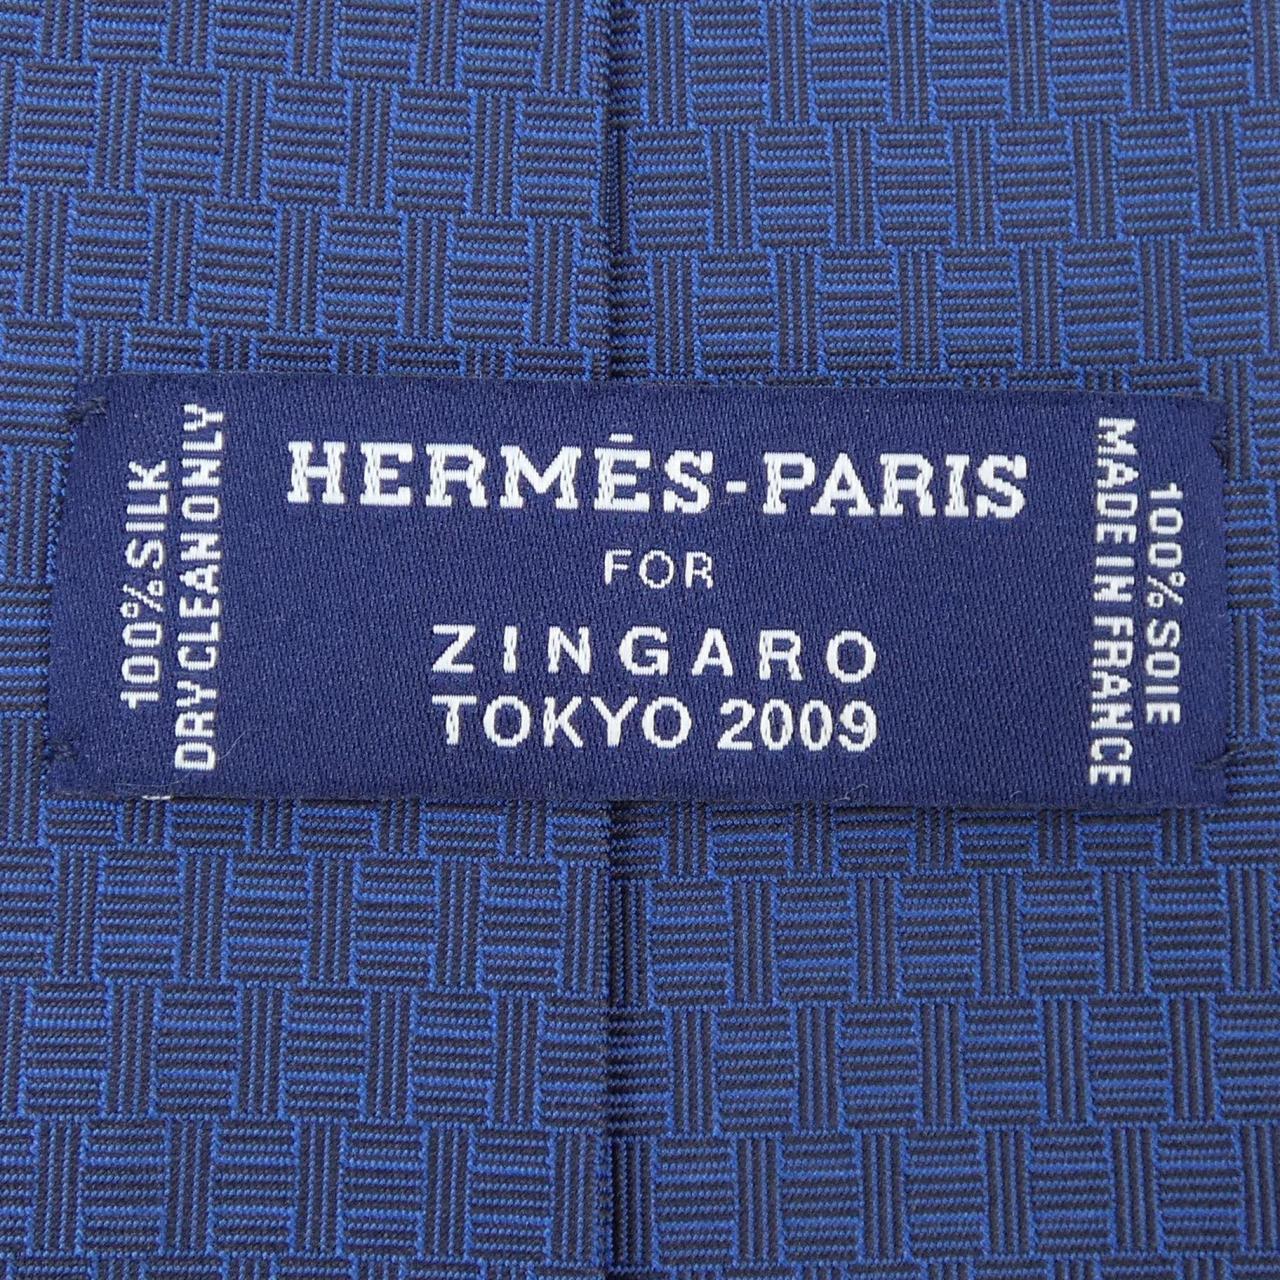 100% SILK
DRY CLEAN ONLY
HERMÈS-PARIS
FOR
ZINGARO
TOKYO 2009
100% SOIE
MADE IN FRANCE